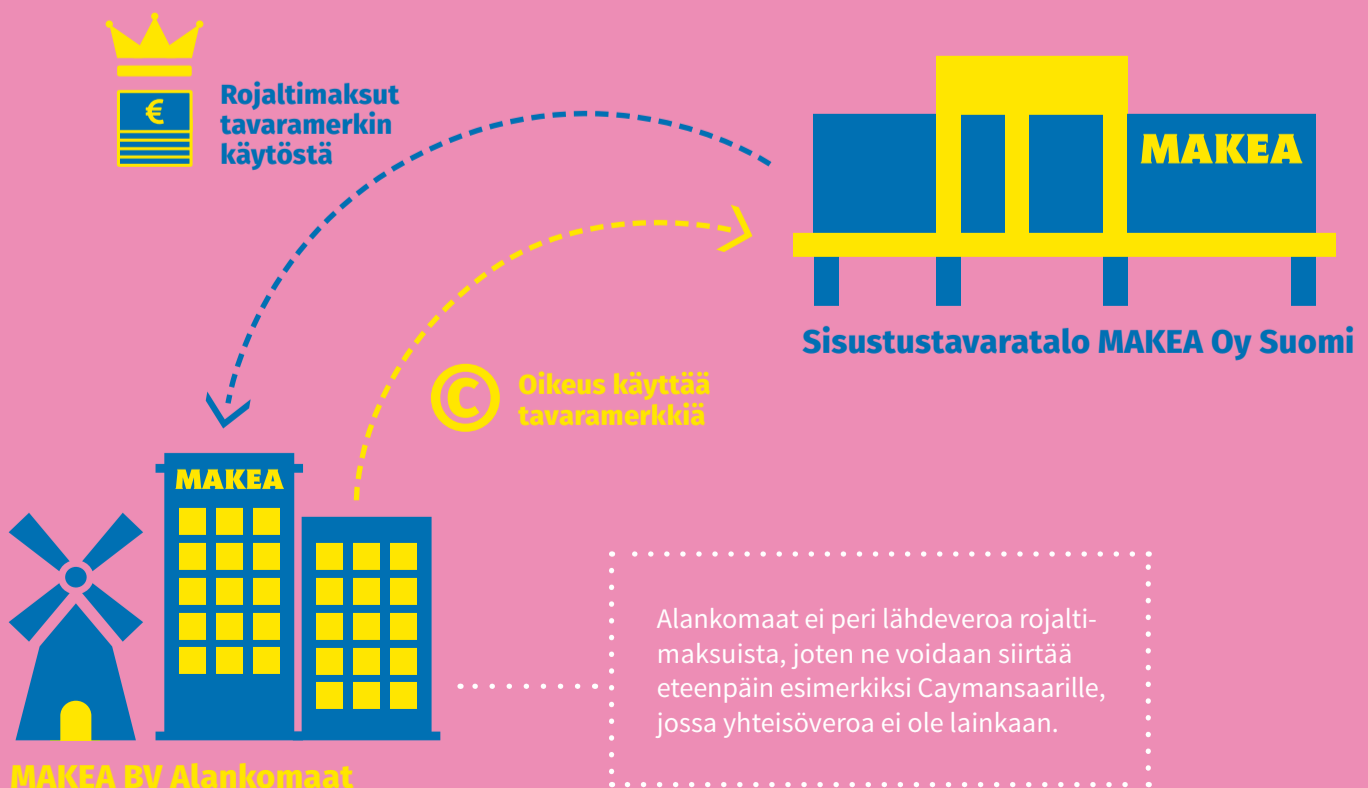 €
Rojaltimaksut
tavaramerkin
käytöstä
MAKEA
Sisustustavaratalo MAKEA Oy Suomi
©
Oikeus käyttää
tavaramerkkiä
MAKEA
Alankomaat ei peri lähdeveroa rojalti-
maksuista, joten ne voidaan siirtää
eteenpäin esimerkiksi Caymansaarille,
jossa yhteisöveroa ei ole lainkaan.
MAKEA BV Alankomaat